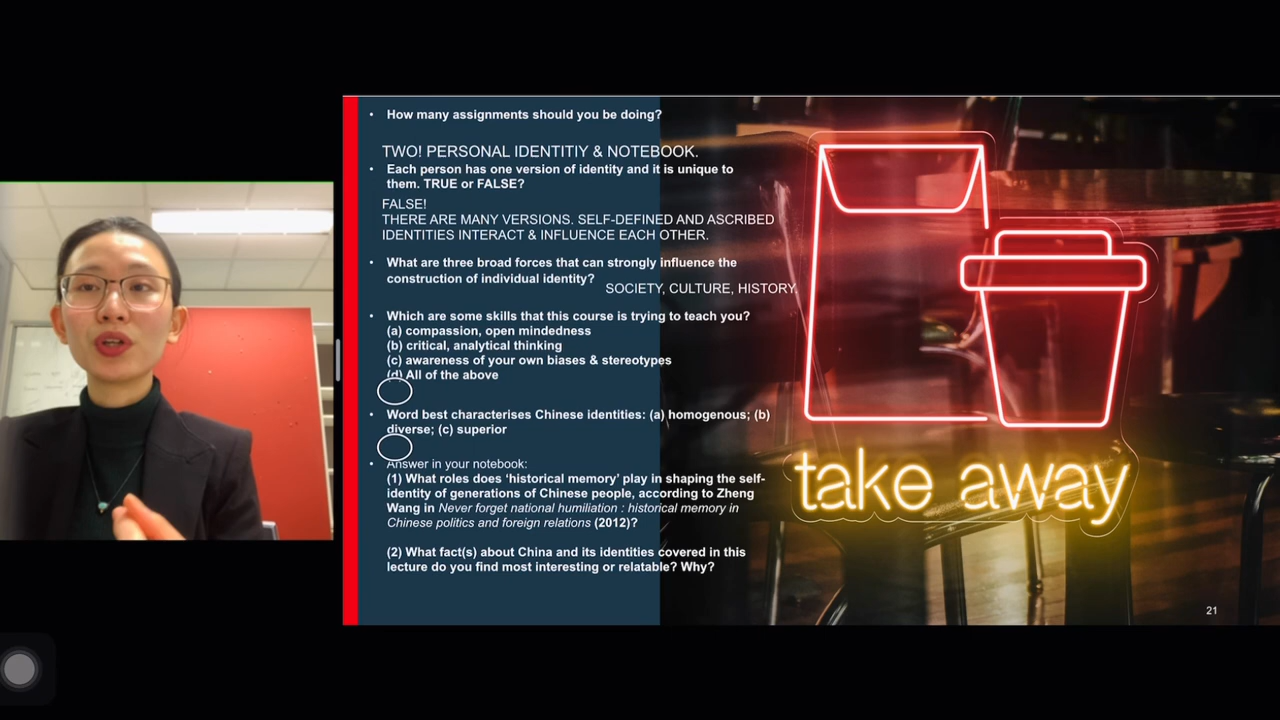 • How many assignments should you be doing?
TWO! PERSONAL IDENTITIY & NOTEBOOK.
• Each person has one version of identity and it is unique to
them. TRUE or FALSE?
FALSE!
THERE ARE MANY VERSIONS. SELF-DEFINED AND ASCRIBED
IDENTITIES INTERACT & INFLUENCE EACH OTHER.
• What are three broad forces that can strongly influence the
construction of individual identity?
SOCIETY, CULTURE, HISTORY.
• Which are some skills that this course is trying to teach you?
(a) compassion, open mindedness
(b) critical, analytical thinking
(c) awareness of your own biases & stereotypes
(d) All of the above
• Word best characterises Chinese identities: (a) homogenous; (b)
diverse; (c) superior
• Answer in your notebook:
(1) What roles does ‘historical memory’ play in shaping the self-
identity of generations of Chinese people, according to Zheng
Wang in Never forget national humiliation : historical memory in
Chinese politics and foreign relations (2012)?
(2) What fact(s) about China and its identities covered in this
lecture do you find most interesting or relatable? Why?
take away
21